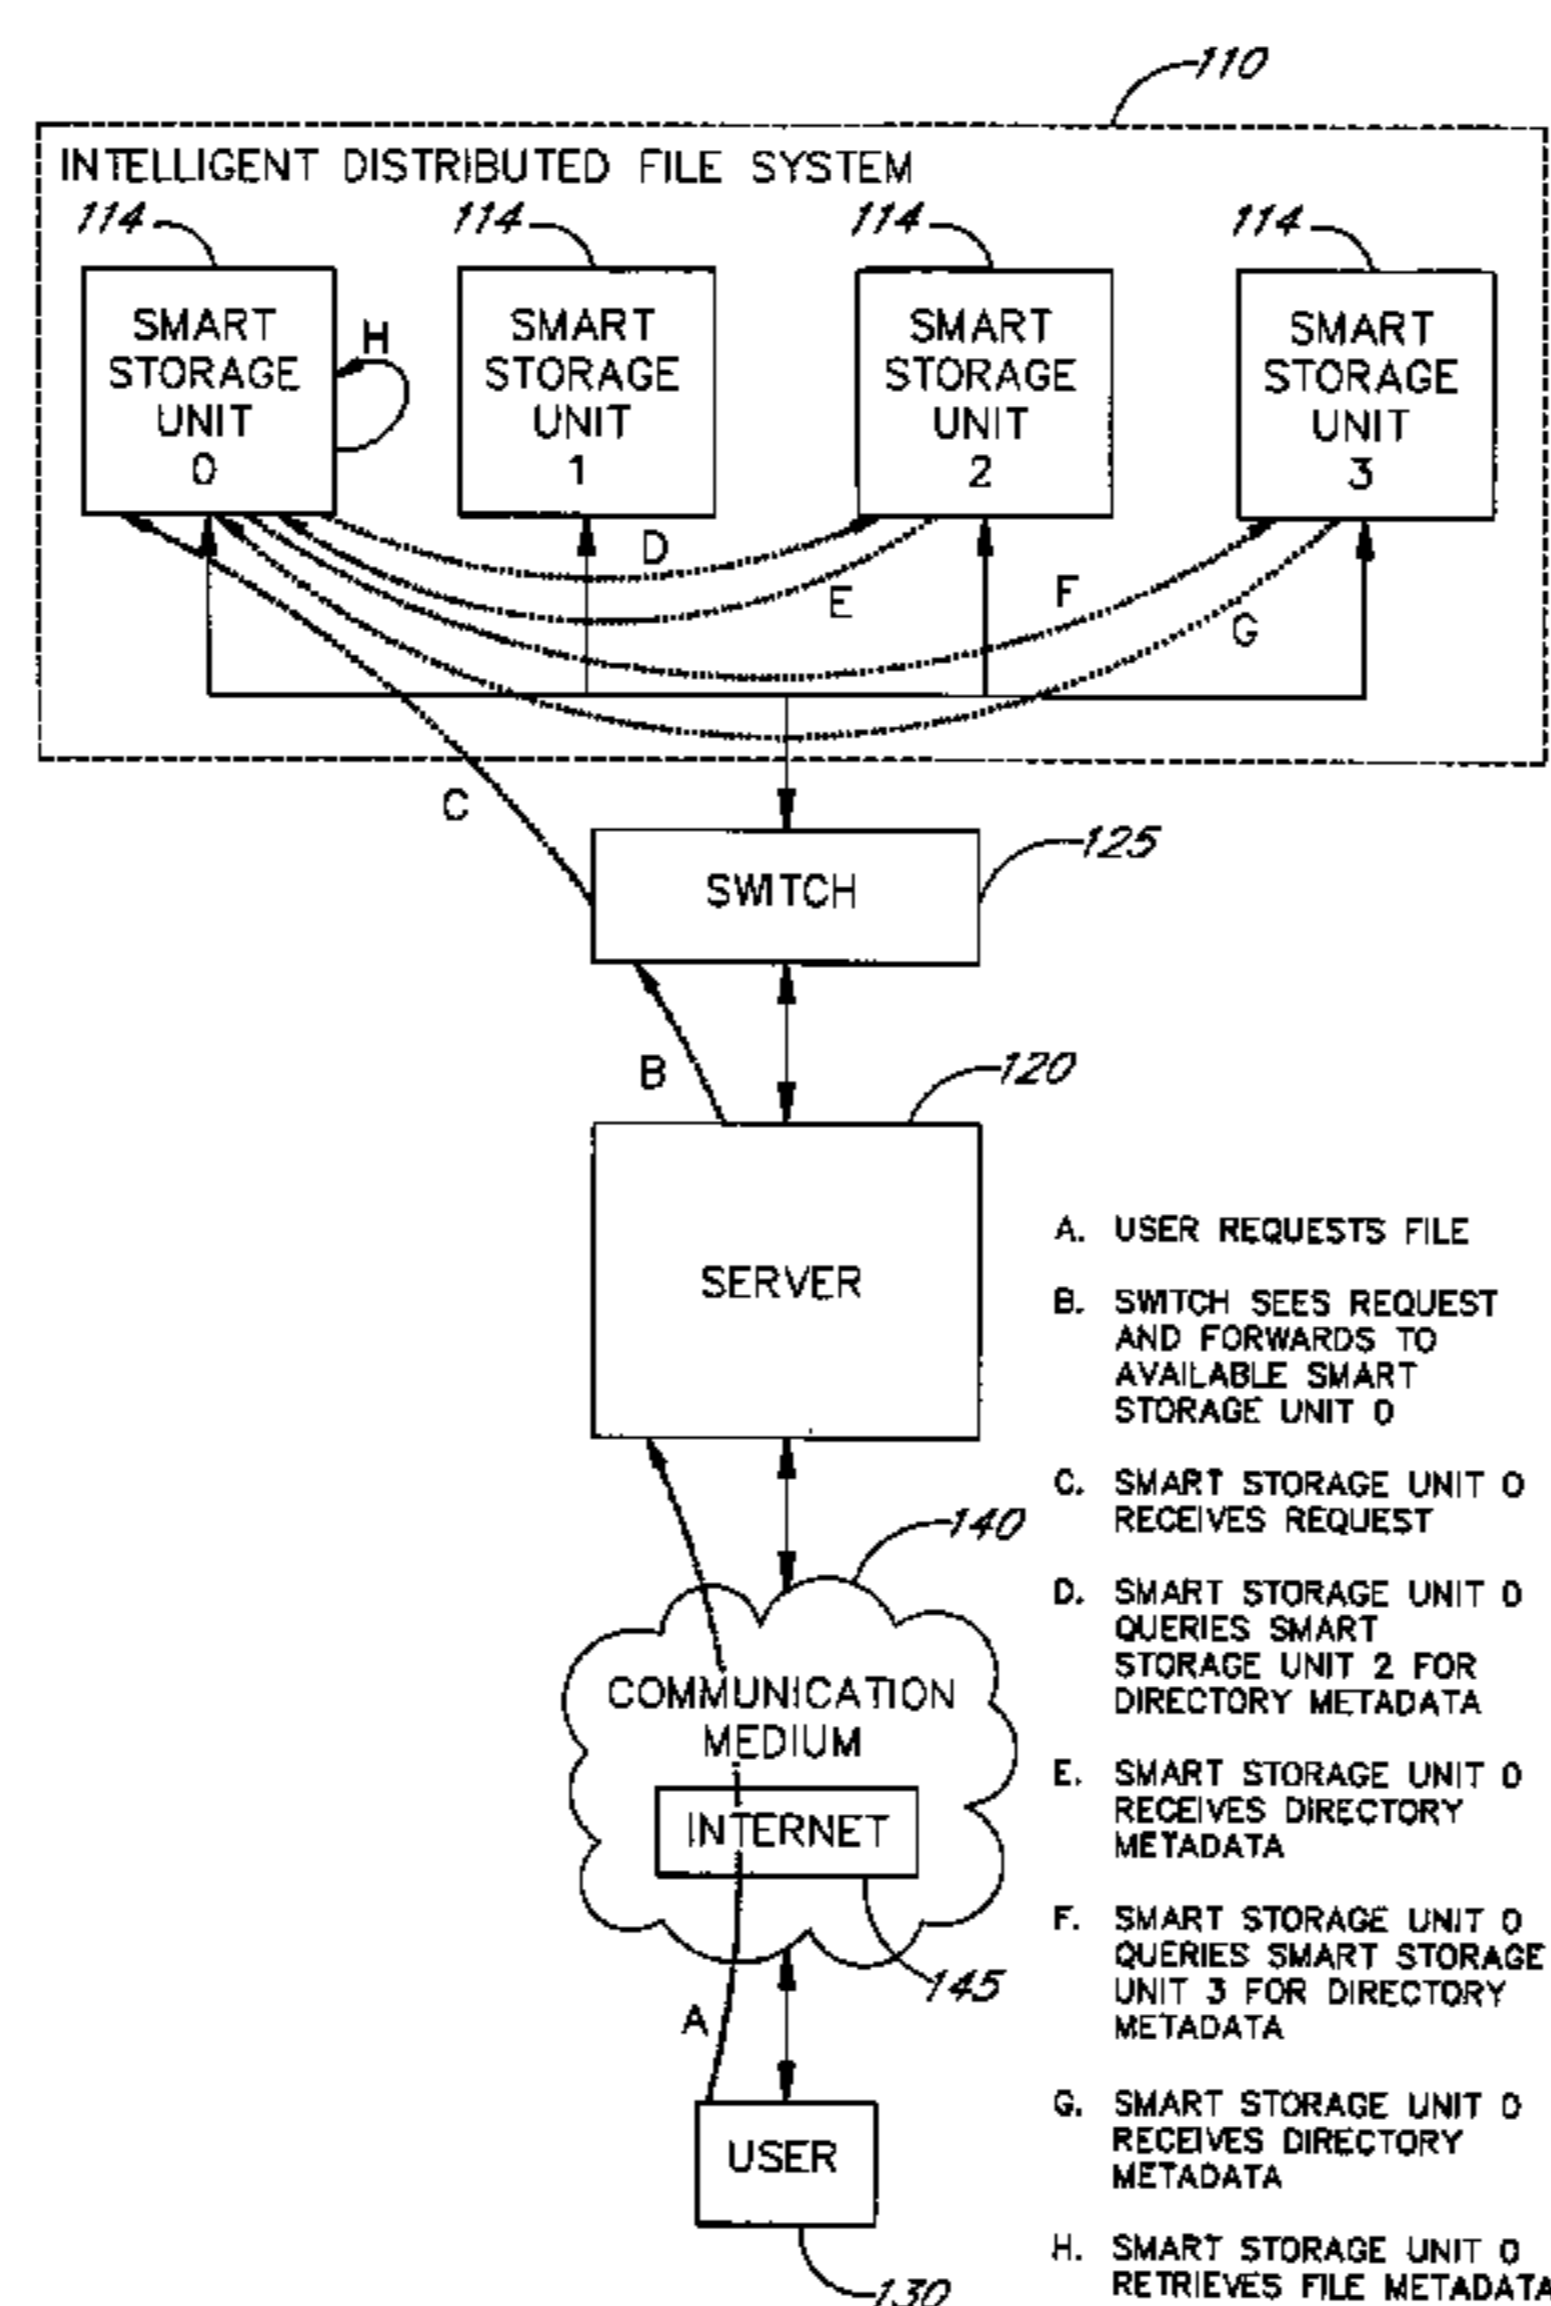 110
INTELLIGENT DISTRIBUTED FILE SYSTEM
114 114 114 114
SMART STORAGE UNIT 0
H
SMART STORAGE UNIT 1
SMART STORAGE UNIT 2
SMART STORAGE UNIT 3
D
E
F
G
C
125
SWITCH
B
120
SERVER
140
COMMUNICATION
MEDIUM
INTERNET
145
A
USER
130
A. USER REQUESTS FILE
B. SWITCH SEES REQUEST
AND FORWARDS TO
AVAILABLE SMART
STORAGE UNIT 0
C. SMART STORAGE UNIT 0
RECEIVES REQUEST
D. SMART STORAGE UNIT 0
QUERIES SMART
STORAGE UNIT 2 FOR
DIRECTORY METADATA
E. SMART STORAGE UNIT 0
RECEIVES DIRECTORY
METADATA
F. SMART STORAGE UNIT 0
QUERIES SMART STORAGE
UNIT 3 FOR DIRECTORY
METADATA
G. SMART STORAGE UNIT 0
RECEIVES DIRECTORY
METADATA
H. SMART STORAGE UNIT 0
RETRIEVES FILE METADATA